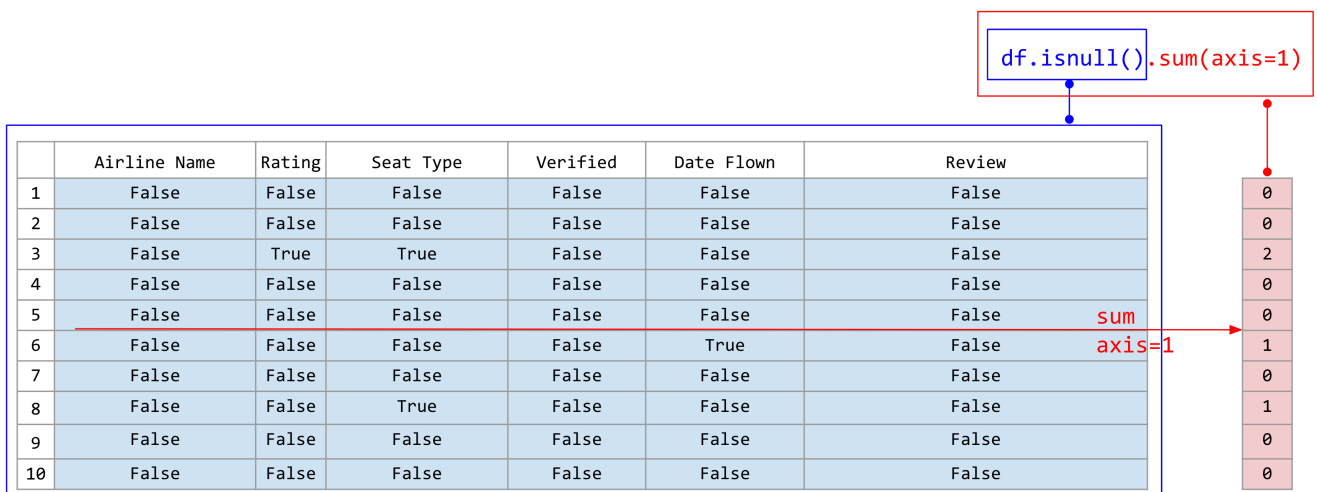 df.isnull().sum(axis=1)
Airline Name Rating Seat Type Verified Date Flown Review
1 False False False False False False 0
2 False False False False False False 0
3 False True True False False False 2
4 False False False False False False 0
5 False False False False False False 0
sum
axis=1
6 False False False False True False 1
7 False False False False False False 0
8 False False True False False False 1
9 False False False False False False 0
10 False False False False False False 0